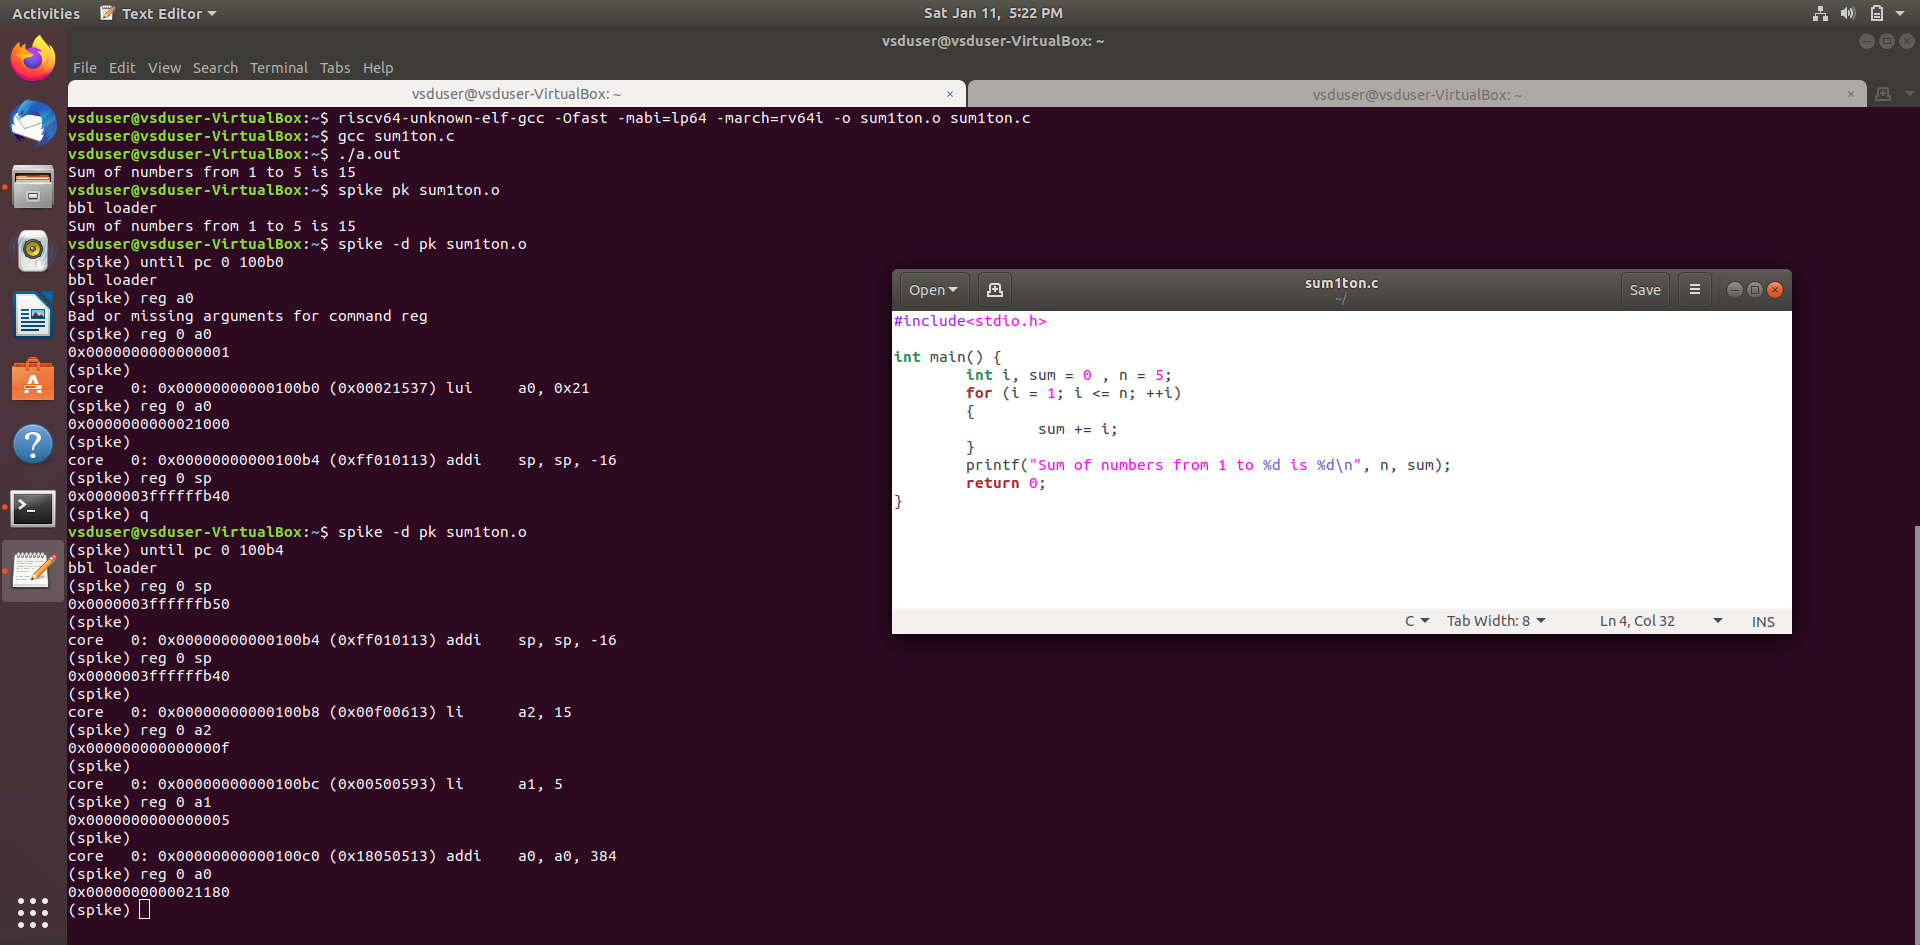 Activities Text Editor Sat Jan 11, 5:22 PM
vsduser@vsduser-VirtualBox: ~
File Edit View Search Terminal Tabs Help
vsduser@vsduser-VirtualBox: ~ × vsduser@vsduser-VirtualBox: ~ ×
vsduser@vsduser-VirtualBox:~$ riscv64-unknown-elf-gcc -Ofast -mabi=lp64 -march=rv64i -o sum1ton.o sum1ton.c
vsduser@vsduser-VirtualBox:~$ gcc sum1ton.c
vsduser@vsduser-VirtualBox:~$ ./a.out
Sum of numbers from 1 to 5 is 15
vsduser@vsduser-VirtualBox:~$ spike pk sum1ton.o
bbl loader
Sum of numbers from 1 to 5 is 15
vsduser@vsduser-VirtualBox:~$ spike -d pk sum1ton.o
(spike) until pc 0 100b0
bbl loader
(spike) reg a0
Bad or missing arguments for command reg
(spike) reg 0 a0
0x0000000000000001
(spike)
core   0: 0x00000000000100b0 (0x00021537) lui     a0, 0x21
(spike) reg 0 a0
0x0000000000021000
(spike)
core   0: 0x00000000000100b4 (0xff010113) addi    sp, sp, -16
(spike) reg 0 sp
0x0000003ffffffb40
(spike) q
vsduser@vsduser-VirtualBox:~$ spike -d pk sum1ton.o
(spike) until pc 0 100b4
bbl loader
(spike) reg 0 sp
0x0000003ffffffb50
(spike)
core   0: 0x00000000000100b4 (0xff010113) addi    sp, sp, -16
(spike) reg 0 sp
0x0000003ffffffb40
(spike)
core   0: 0x00000000000100b8 (0x00f00613) li      a2, 15
(spike) reg 0 a2
0x000000000000000f
(spike)
core   0: 0x00000000000100bc (0x00500593) li      a1, 5
(spike) reg 0 a1
0x0000000000000005
(spike)
core   0: 0x00000000000100c0 (0x18050513) addi    a0, a0, 384
(spike) reg 0 a0
0x0000000000021180
(spike)
Open sum1ton.c Save
~/
#include<stdio.h>
int main() {
        int i, sum = 0 , n = 5;
        for (i = 1; i <= n; ++i)
        {
                sum += i;
        }
        printf("Sum of numbers from 1 to %d is %d\n", n, sum);
        return 0;
}
C Tab Width: 8 Ln 4, Col 32 INS